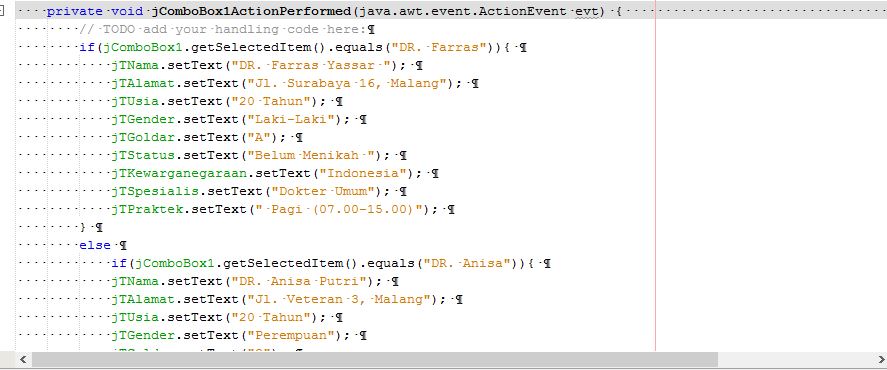 private void jComboBox1ActionPerformed(java.awt.event.ActionEvent evt) {
// TODO add your handling code here:
if(jComboBox1.getSelectedItem().equals("DR. Farras")){
jTNama.setText("DR. Farras Yassar ");
jTAlamat.setText("Jl. Surabaya 16, Malang");
jTUsia.setText("20 Tahun");
jTGender.setText("Laki-Laki");
jTGoldar.setText("A");
jTStatus.setText("Belum Menikah ");
jTKewarganegaraan.setText("Indonesia");
jTSpesialis.setText("Dokter Umum");
jTPraktek.setText(" Pagi (07.00-15.00)");
}
else
if(jComboBox1.getSelectedItem().equals("DR. Anisa")){
jTNama.setText("DR. Anisa Putri");
jTAlamat.setText("Jl. Veteran 3, Malang");
jTUsia.setText("20 Tahun");
jTGender.setText("Perempuan");